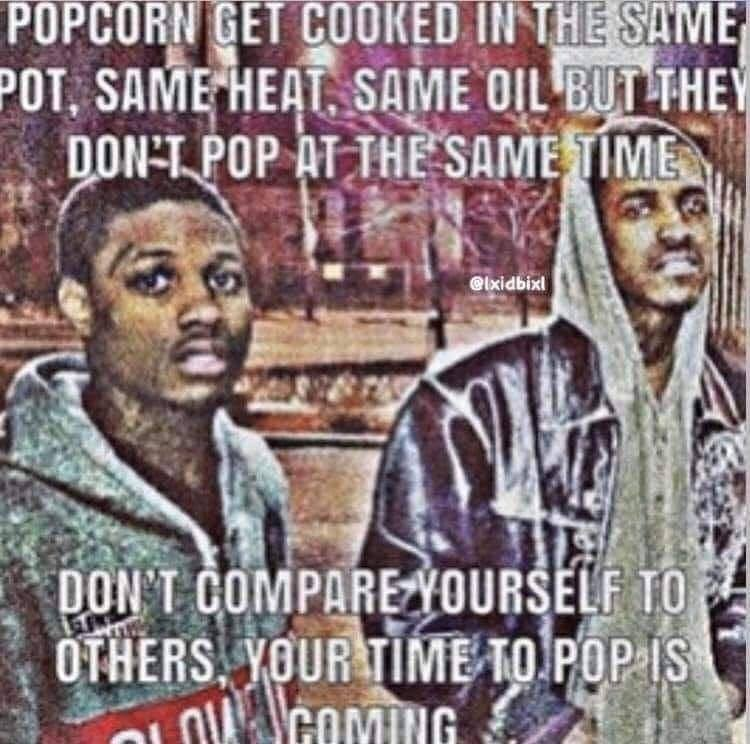 POPCORN GET COOKED IN THE SAME
POT, SAME HEAT, SAME OIL BUT THEY
DON'T POP AT THE SAME TIME
@lxidbixl
DON'T COMPARE YOURSELF TO
OTHERS, YOUR TIME TO POP IS
COMING